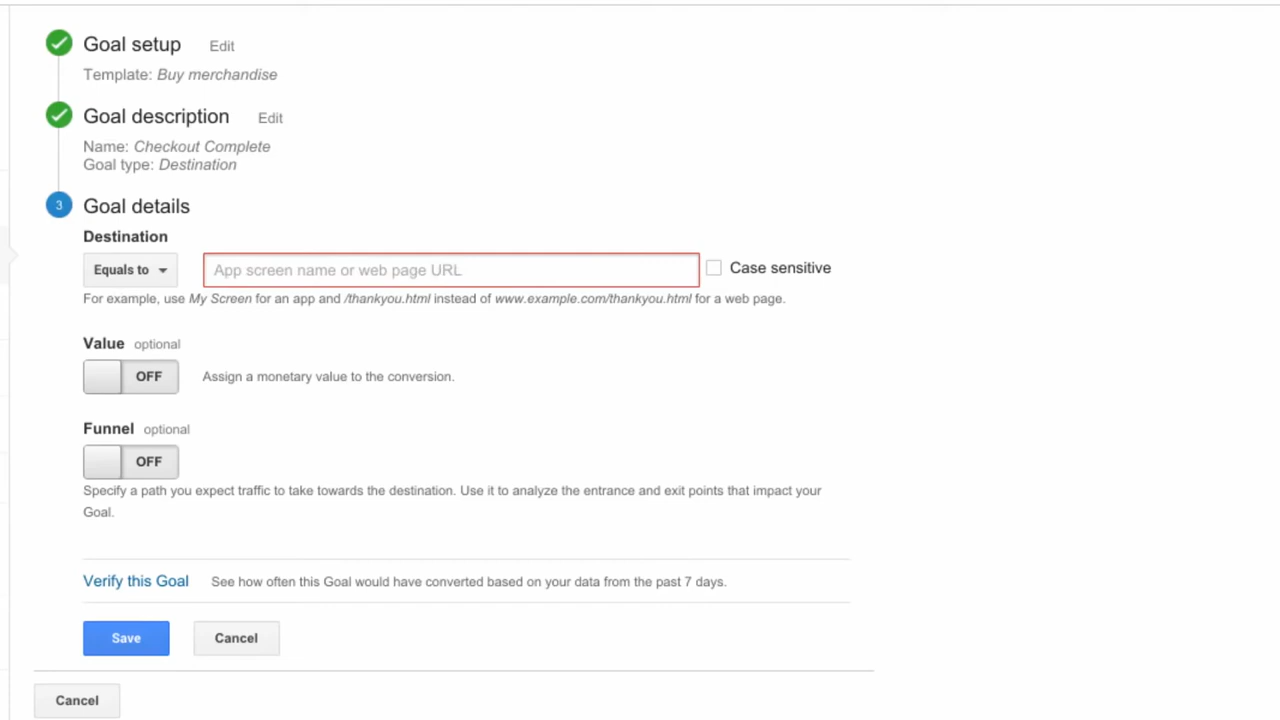 Goal setup Edit
Template: Buy merchandise
Goal description Edit
Name: Checkout Complete
Goal type: Destination
3 Goal details
Destination
Equals to App screen name or web page URL Case sensitive
For example, use My Screen for an app and /thankyou.html instead of www.example.com/thankyou.html for a web page.
Value optional
OFF Assign a monetary value to the conversion.
Funnel optional
OFF
Specify a path you expect traffic to take towards the destination. Use it to analyze the entrance and exit points that impact your
Goal.
Verify this Goal See how often this Goal would have converted based on your data from the past 7 days.
Save Cancel
Cancel